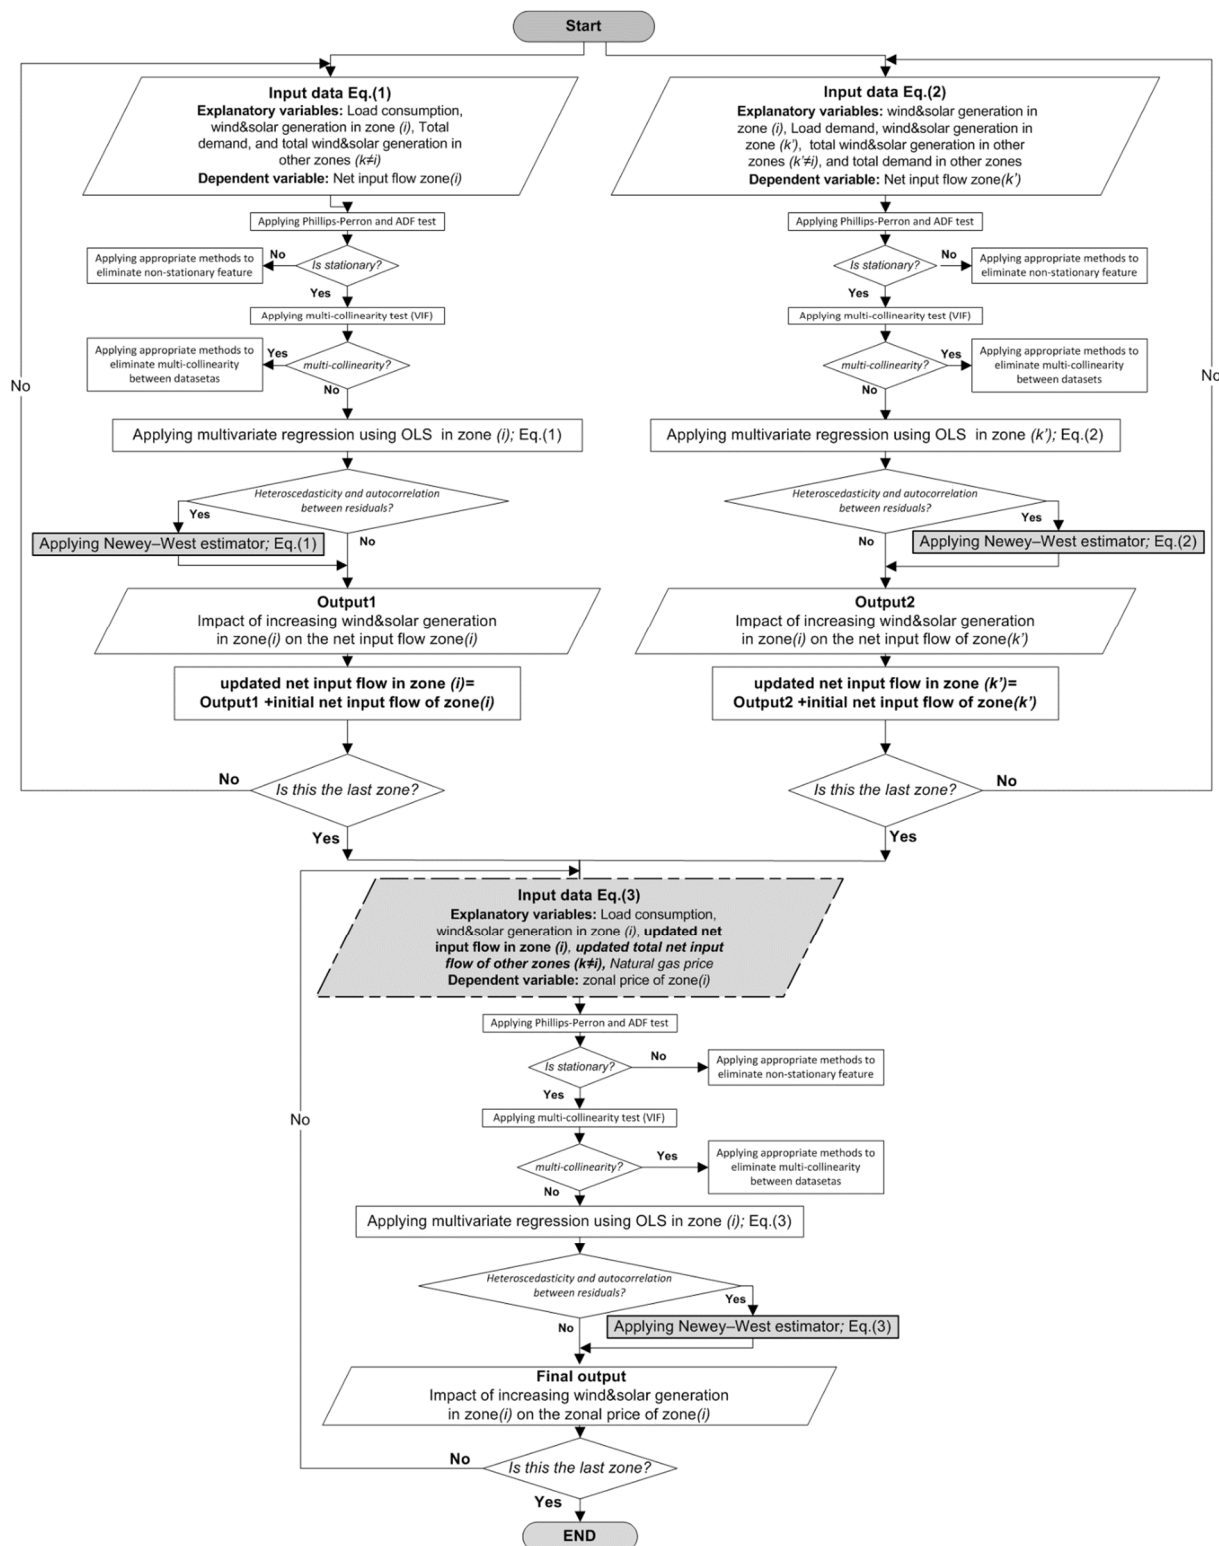 Start
Input data Eq.(1)
Explanatory variables: Load consumption,
wind&solar generation in zone (i), Total
demand, and total wind&solar generation in
other zones (k≠i)
Dependent variable: Net input flow zone(i)
Applying Phillips-Perron and ADF test
Is stationary?
No
Applying appropriate methods to
eliminate non-stationary feature
Yes
Applying multi-collinearity test (VIF)
multi-collinearity?
Yes
Applying appropriate methods to
eliminate multi-collinearity
between datasetas
No
No
Applying multivariate regression using OLS in zone (i); Eq.(1)
Heteroscedasticity and autocorrelation
between residuals?
Yes
Applying Newey–West estimator; Eq.(1)
No
Output1
Impact of increasing wind&solar generation
in zone(i) on the net input flow zone(i)
updated net input flow in zone (i)=
Output1 +initial net input flow of zone(i)
Is this the last zone?
No
Yes
Input data Eq.(2)
Explanatory variables: wind&solar generation in
zone (i), Load demand, wind&solar generation in
zone (k’), total wind&solar generation in other
zones (k’≠i), and total demand in other zones
Dependent variable: Net input flow zone(k’)
Applying Phillips-Perron and ADF test
Is stationary?
No
Applying appropriate methods to
eliminate non-stationary feature
Yes
Applying multi-collinearity test (VIF)
multi-collinearity?
Yes
Applying appropriate methods to
eliminate multi-collinearity
between datasets
No
No
Applying multivariate regression using OLS in zone (k’); Eq.(2)
Heteroscedasticity and autocorrelation
between residuals?
Yes
Applying Newey–West estimator; Eq.(2)
No
Output2
Impact of increasing wind&solar generation
in zone(i) on the net input flow of zone(k’)
updated net input flow in zone (k’)=
Output2 +initial net input flow of zone(k’)
Is this the last zone?
No
Yes
Input data Eq.(3)
Explanatory variables: Load consumption,
wind&solar generation in zone (i), updated net
input flow in zone (i), updated total net input
flow of other zones (k≠i), Natural gas price
Dependent variable: zonal price of zone(i)
Applying Phillips-Perron and ADF test
Is stationary?
No
Applying appropriate methods to
eliminate non-stationary feature
Yes
Applying multi-collinearity test (VIF)
No
multi-collinearity?
Yes
Applying appropriate methods to
eliminate multi-collinearity
between datasetas
No
Applying multivariate regression using OLS in zone (i); Eq.(3)
Heteroscedasticity and autocorrelation
between residuals?
Yes
Applying Newey–West estimator; Eq.(3)
No
Final output
Impact of increasing wind&solar generation
in zone(i) on the zonal price of zone(i)
Is this the last zone?
No
Yes
END